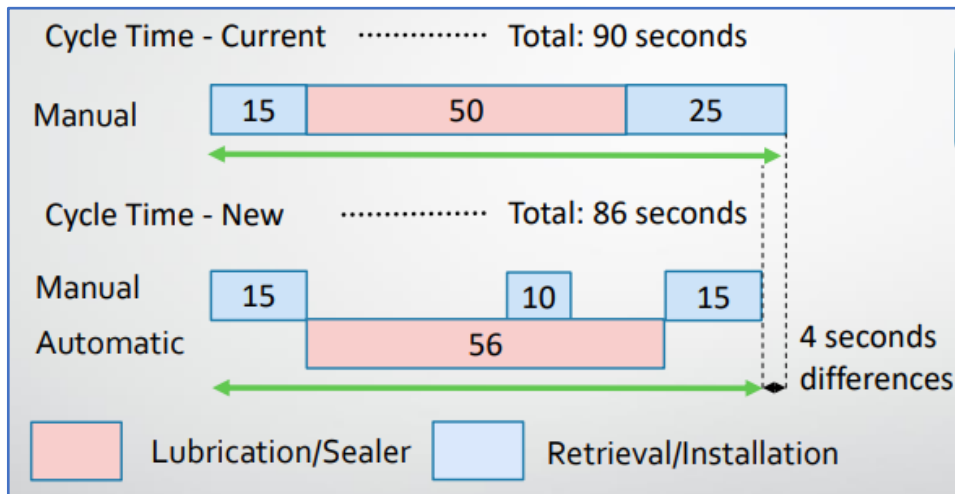 Cycle Time - Current ············ Total: 90 seconds
Manual 15 50 25
Cycle Time - New ············· Total: 86 seconds
Manual 15 10 15
Automatic 56
4 seconds
differences
Lubrication/Sealer Retrieval/Installation